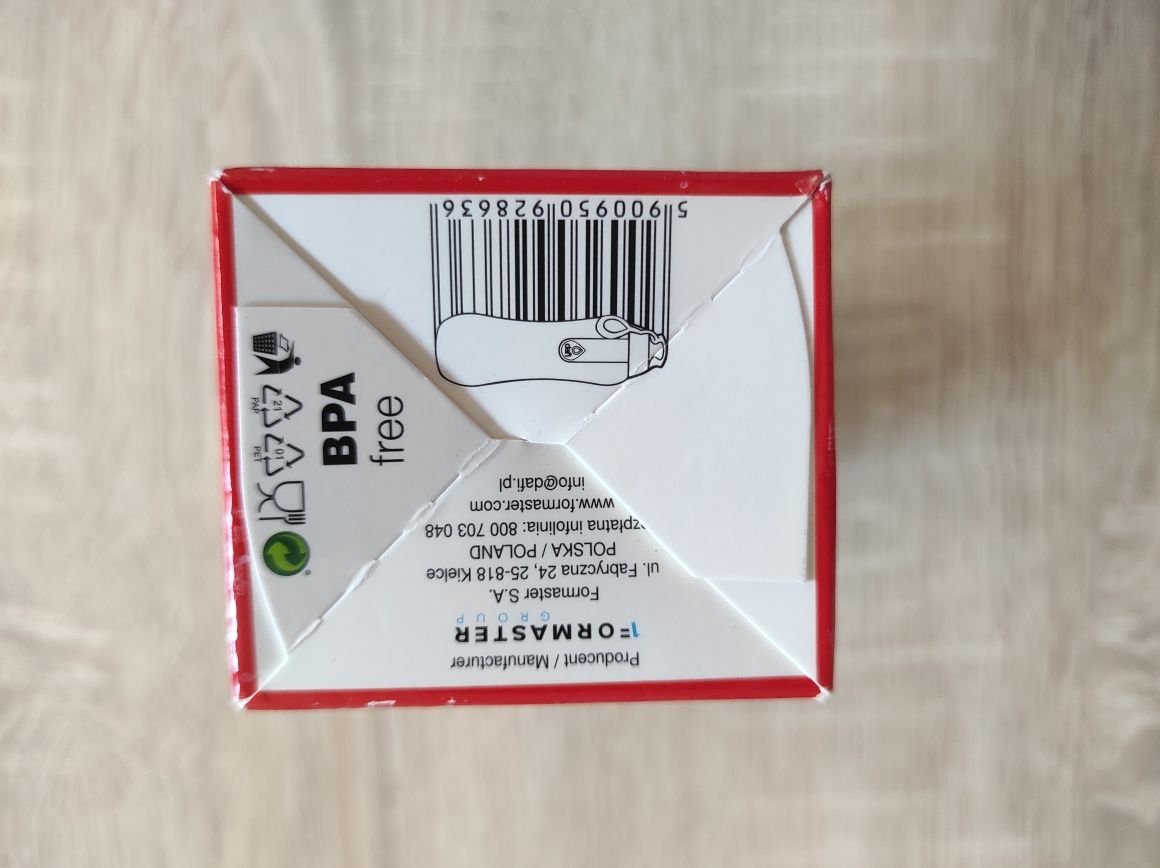 5 900950 928636
BPA
free
21
PAP
01
PET
Producent / Manufacturer
FORMASTER
GROUP
Formaster S.A.
ul. Fabryczna 24, 25-818 Kielce
POLSKA / POLAND
infolinia: 800 703 048
www.formaster.com
info@dafi.pl